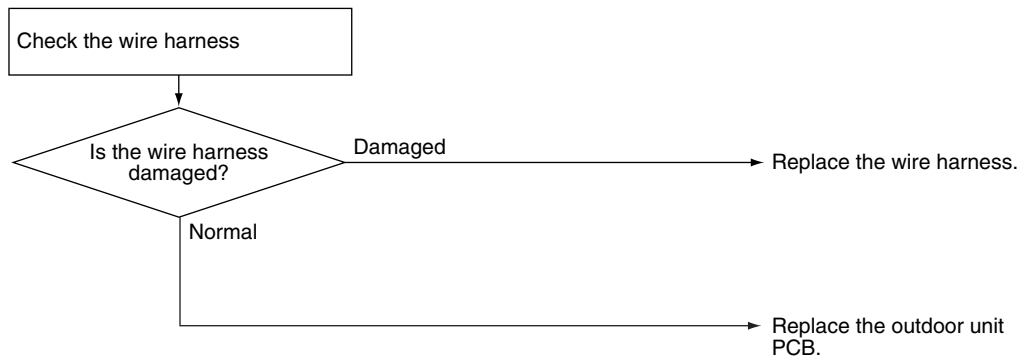 Check the wire harness
Is the wire harness
damaged?
Damaged
Replace the wire harness.
Normal
Replace the outdoor unit
PCB.